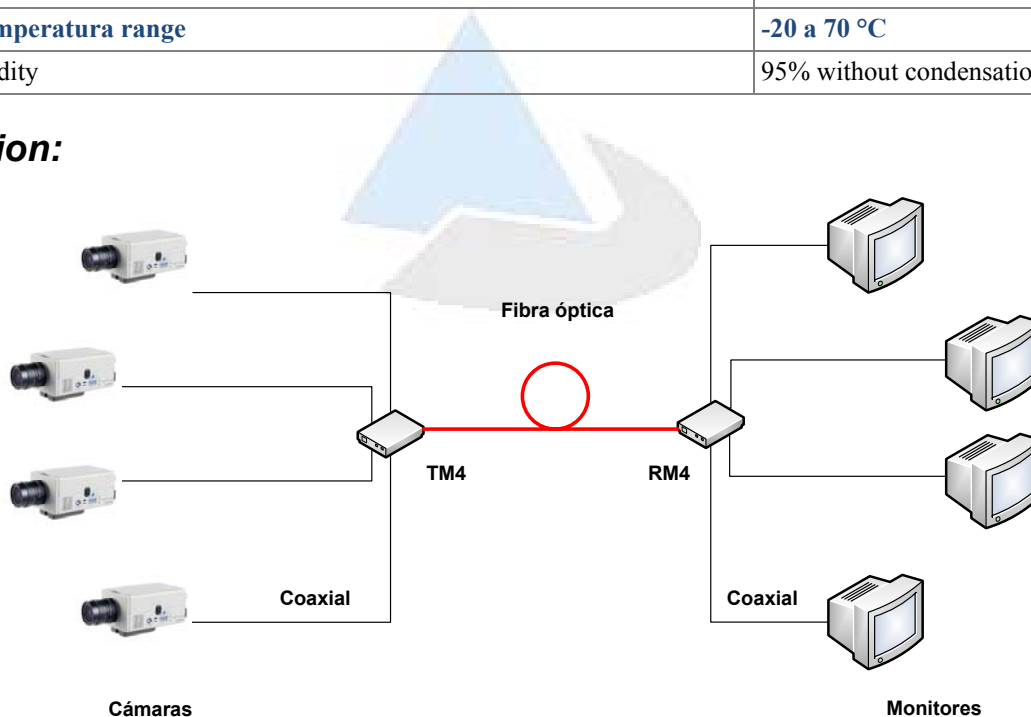 mperatura range -20 a 70 °C
dity 95% without condensatio
ion:
Fibra óptica
TM4 RM4
Coaxial Coaxial
Cámaras Monitores